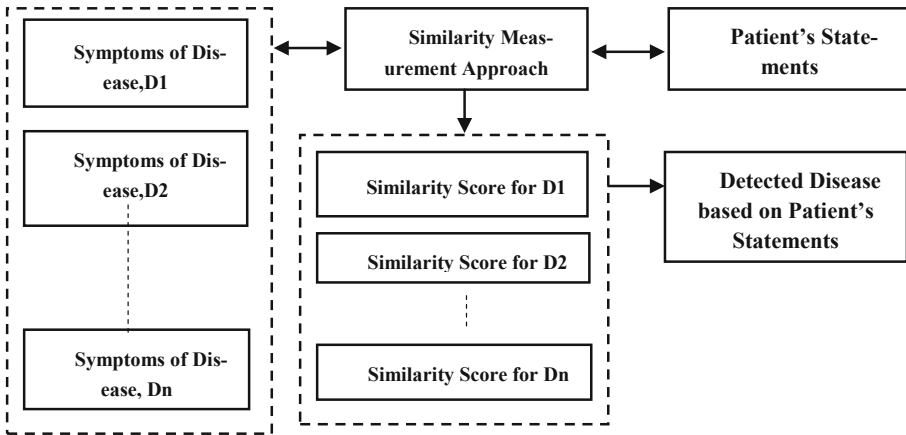 Symptoms of Dis-
ease,D1
Symptoms of Dis-
ease,D2
Symptoms of Dis-
ease, Dn
Similarity Meas-
urement Approach
Patient’s State-
ments
Similarity Score for D1
Similarity Score for D2
Similarity Score for Dn
Detected Disease
based on Patient’s
Statements